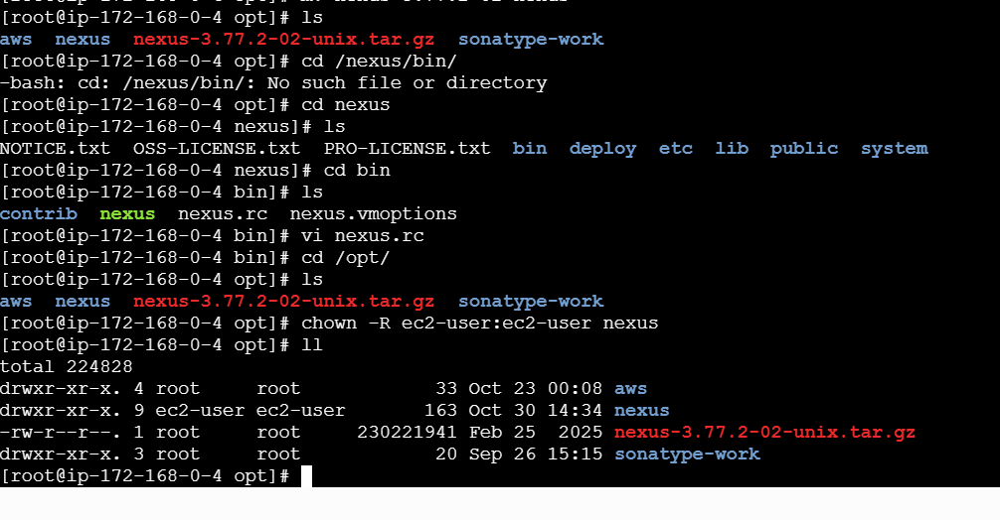 [root@ip-172-168-0-4 opt]# ls
aws nexus nexus-3.77.2-02-unix.tar.gz sonatype-work
[root@ip-172-168-0-4 opt]# cd /nexus/bin/
-bash: cd: /nexus/bin/: No such file or directory
[root@ip-172-168-0-4 opt]# cd nexus
[root@ip-172-168-0-4 nexus]# ls
NOTICE.txt OSS-LICENSE.txt PRO-LICENSE.txt bin deploy etc lib public system
[root@ip-172-168-0-4 nexus]# cd bin
[root@ip-172-168-0-4 bin]# ls
contrib nexus nexus.rc nexus.vmoptions
[root@ip-172-168-0-4 bin]# vi nexus.rc
[root@ip-172-168-0-4 bin]# cd /opt/
[root@ip-172-168-0-4 opt]# ls
aws nexus nexus-3.77.2-02-unix.tar.gz sonatype-work
[root@ip-172-168-0-4 opt]# chown -R ec2-user:ec2-user nexus
[root@ip-172-168-0-4 opt]# ll
total 224828
drwxr-xr-x. 4 root root 33 Oct 23 00:08 aws
drwxr-xr-x. 9 ec2-user ec2-user 163 Oct 30 14:34 nexus
-rw-r--r--. 1 root root 230221941 Feb 25 2025 nexus-3.77.2-02-unix.tar.gz
drwxr-xr-x. 3 root root 20 Sep 26 15:15 sonatype-work
[root@ip-172-168-0-4 opt]#